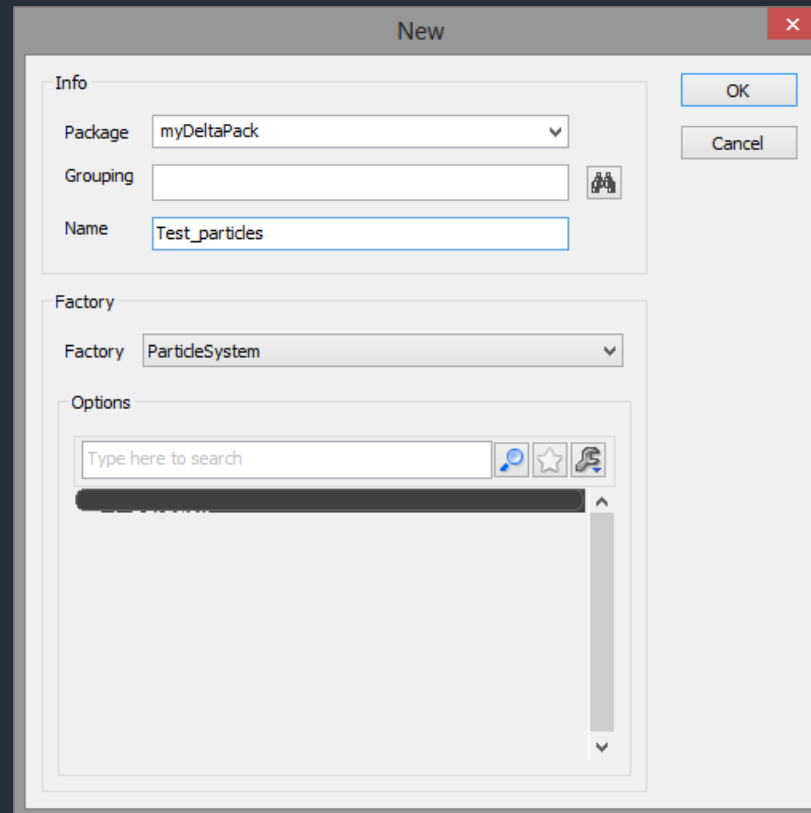 New
Info
OK
Package myDeltaPack
Cancel
Grouping
Name Test_particles
Factory
Factory ParticleSystem
Options
Type here to search